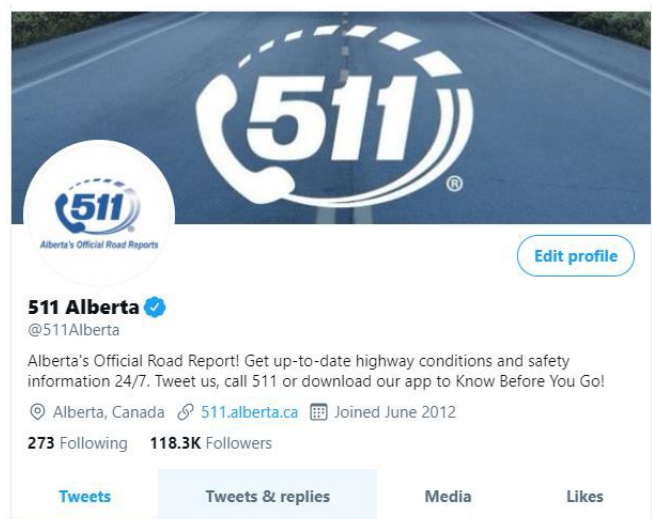 511
®
511
Alberta's Official Road Reports
Edit profile
511 Alberta
@511Alberta
Alberta's Official Road Report! Get up-to-date highway conditions and safety
information 24/7. Tweet us, call 511 or download our app to Know Before You Go!
Alberta, Canada 511.alberta.ca Joined June 2012
273 Following 118.3K Followers
Tweets Tweets & replies Media Likes